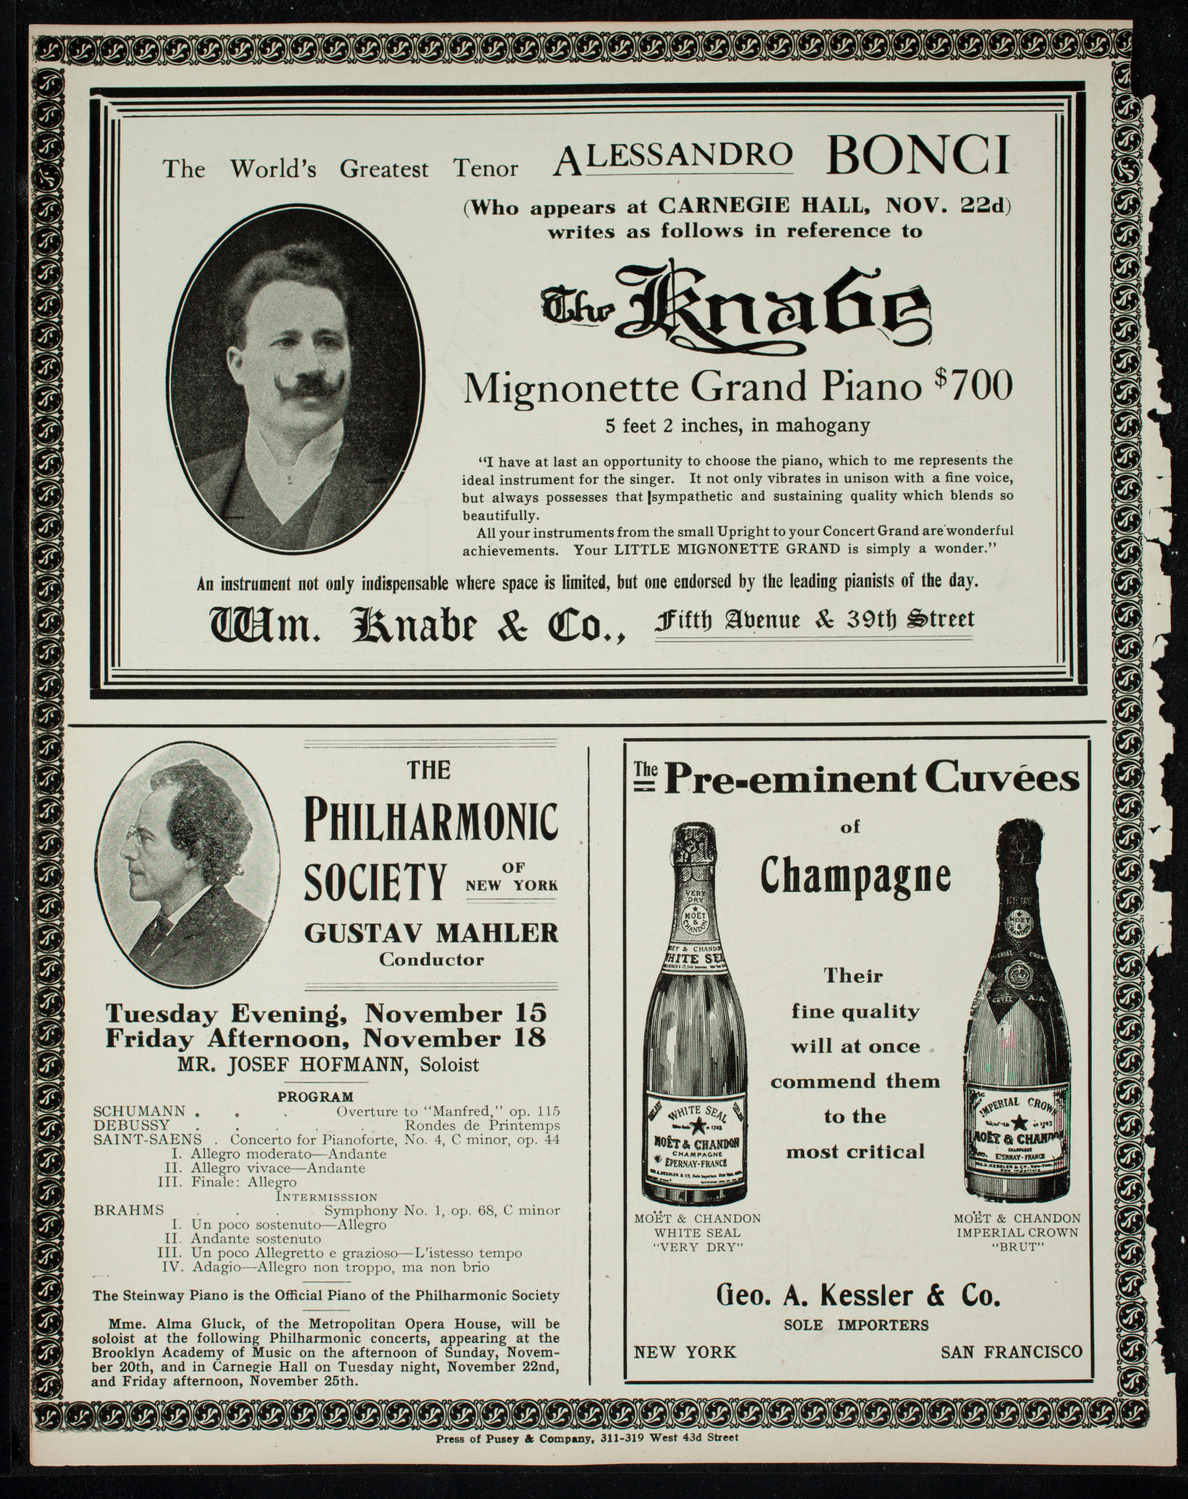 The World's Greatest Tenor ALESSANDRO BONCI
(Who appears at CARNEGIE HALL, NOV. 22d)
writes as follows in reference to
The Knabe
Mignonette Grand Piano $700
5 feet 2 inches, in mahogany
"I have at last an opportunity to choose the piano, which to me represents the
ideal instrument for the singer. It not only vibrates in unison with a fine voice,
but always possesses that sympathetic and sustaining quality which blends so
beautifully.
All your instruments from the small Upright to your Concert Grand are wonderful
achievements. Your LITTLE MIGNONETTE GRAND is simply a wonder."
An instrument not only indispensable where space is limited, but one endorsed by the leading pianists of the day.
Wm. Knabe & Co., Fifth Avenue & 39th Street
THE
PHILHARMONIC
SOCIETY OF NEW YORK
GUSTAV MAHLER
Conductor
Tuesday Evening, November 15
Friday Afternoon, November 18
MR. JOSEF HOFMANN, Soloist
PROGRAM
SCHUMANN . . . Overture to "Manfred," op. 115
DEBUSSY . . . . . Rondes de Printemps
SAINT-SAENS . Concerto for Pianoforte, No. 4, C minor, op. 44
I. Allegro moderato—Andante
II. Allegro vivace—Andante
III. Finale: Allegro
INTERMISSSION
BRAHMS . . . Symphony No. 1, op. 68, C minor
I. Un poco sostenuto—Allegro
II. Andante sostenuto
III. Un poco Allegretto e grazioso—L'istesso tempo
IV. Adagio—Allegro non troppo, ma non brio
The Steinway Piano is the Official Piano of the Philharmonic Society
Mme. Alma Gluck, of the Metropolitan Opera House, will be
soloist at the following Philharmonic concerts, appearing at the
Brooklyn Academy of Music on the afternoon of Sunday, Novem-
ber 20th, and in Carnegie Hall on Tuesday night, November 22nd,
and Friday afternoon, November 25th.
The Pre-eminent Cuvées
of
Champagne
Their
fine quality
will at once
commend them
to the
most critical
VERY
DRY
MOËT
&
CHANDON
WHITE SEAL
MOËT & CHANDON
CHAMPAGNE
ÉPERNAY-FRANCE
IMPERIAL CROWN
MOËT & CHANDON
CHAMPAGNE
ÉPERNAY-FRANCE
MOËT & CHANDON
WHITE SEAL
"VERY DRY"
MOËT & CHANDON
IMPERIAL CROWN
"BRUT"
Geo. A. Kessler & Co.
SOLE IMPORTERS
NEW YORK SAN FRANCISCO
Press of Pusey & Company, 311-319 West 43d Street